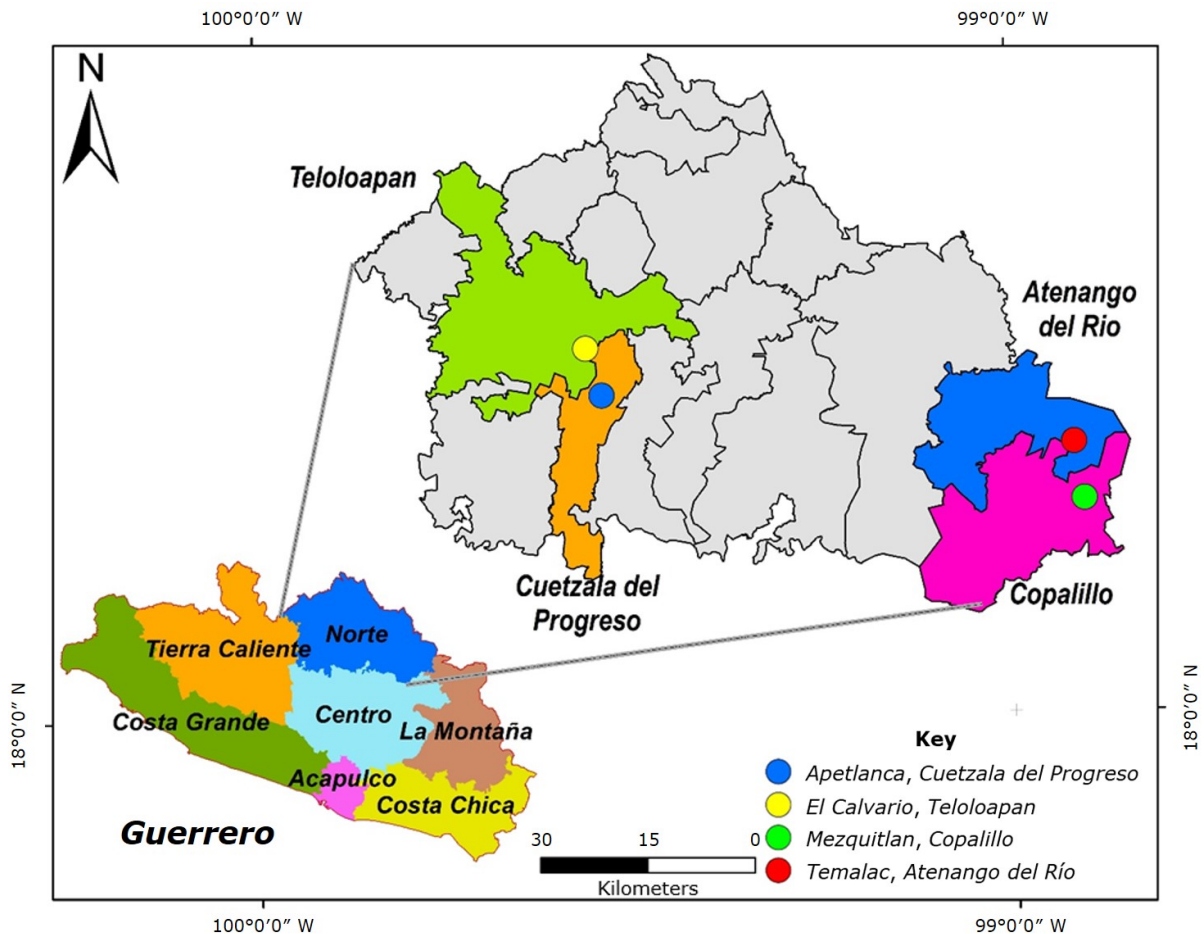 100°0’0” W
99°0’0” W
N
Teloloapan
Atenango
del Rio
Cuetzala del
Progreso
Copalillo
Norte
Tierra Caliente
Costa Grande
Centro
La Montaña
Acapulco
Costa Chica
Guerrero
18°0’0” N
18°0’0” N
Key
Apetlanca, Cuetzala del Progreso
El Calvario, Teloloapan
Mezquitlan, Copalillo
Temalac, Atenango del Río
30 15 0
Kilometers
100°0’0” W
99°0’0” W